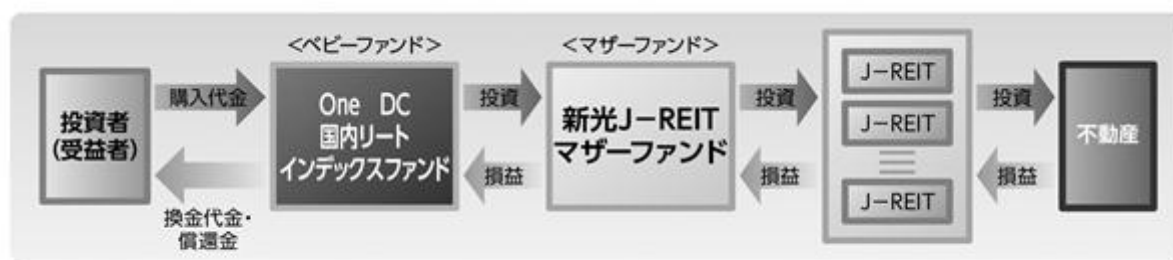 <ベビーファンド>
<マザーファンド>
投資者
(受益者)
購入代金
換金代金・
償還金
One DC
国内リート
インデックスファンド
投資
損益
新光J-REIT
マザーファンド
投資
損益
J-REIT
J-REIT
J-REIT
投資
損益
不動産